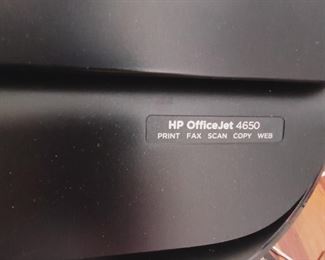 HP OfficeJet 4650
PRINT FAX SCAN COPY WEB